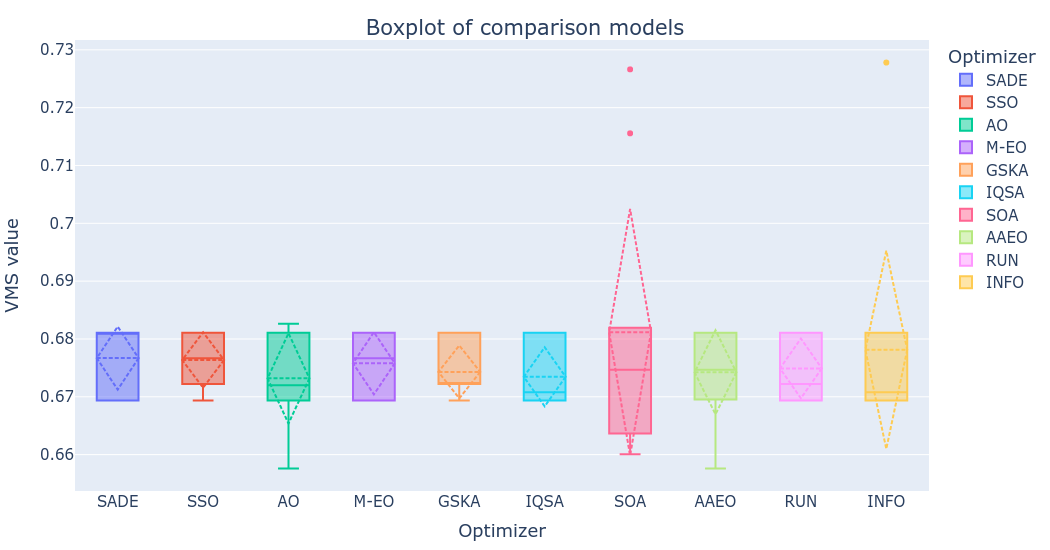 Boxplot of comparison models
VMS value
0.73
0.72
0.71
0.7
0.69
0.68
0.67
0.66
SADE SSO AO M-EO GSKA IQSA SOA AAEO RUN INFO
Optimizer
Optimizer
SADE
SSO
AO
M-EO
GSKA
IQSA
SOA
AAEO
RUN
INFO